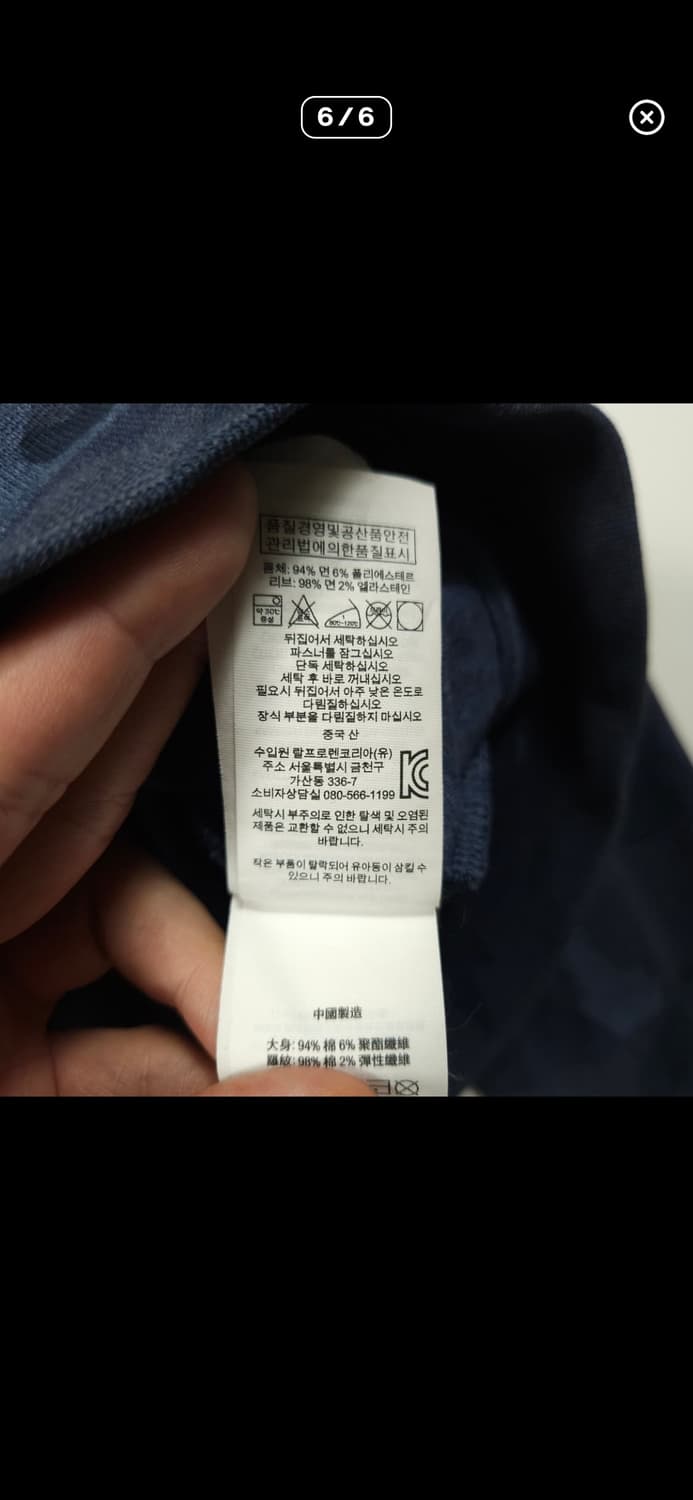 6/6
품질경영및공산품안전
관리법에의한품질표시
몸체: 94% 면 6% 폴리에스테르
리브: 98% 면 2% 엘라스테인
약 30℃
중성
80℃~120℃
뒤집어서 세탁하십시오
파스너를 잠그십시오
단독 세탁하십시오
세탁 후 바로 꺼내십시오
필요시 뒤집어서 아주 낮은 온도로
다림질하십시오
장식 부분을 다림질하지 마십시오
중국 산
수입원 랄프로렌코리아(유)
주소 서울특별시 금천구
가산동 336-7
소비자상담실 080-566-1199
세탁시 부주의로 인한 탈색 및 오염된
제품은 교환할 수 없으니 세탁시 주의
바랍니다.
작은 부품이 탈락되어 유아동이 삼킬 수
있으니 주의 바랍니다.
中國製造
大身: 94% 棉 6% 聚酯纖維
羅紋: 98% 棉 2% 彈性纖維